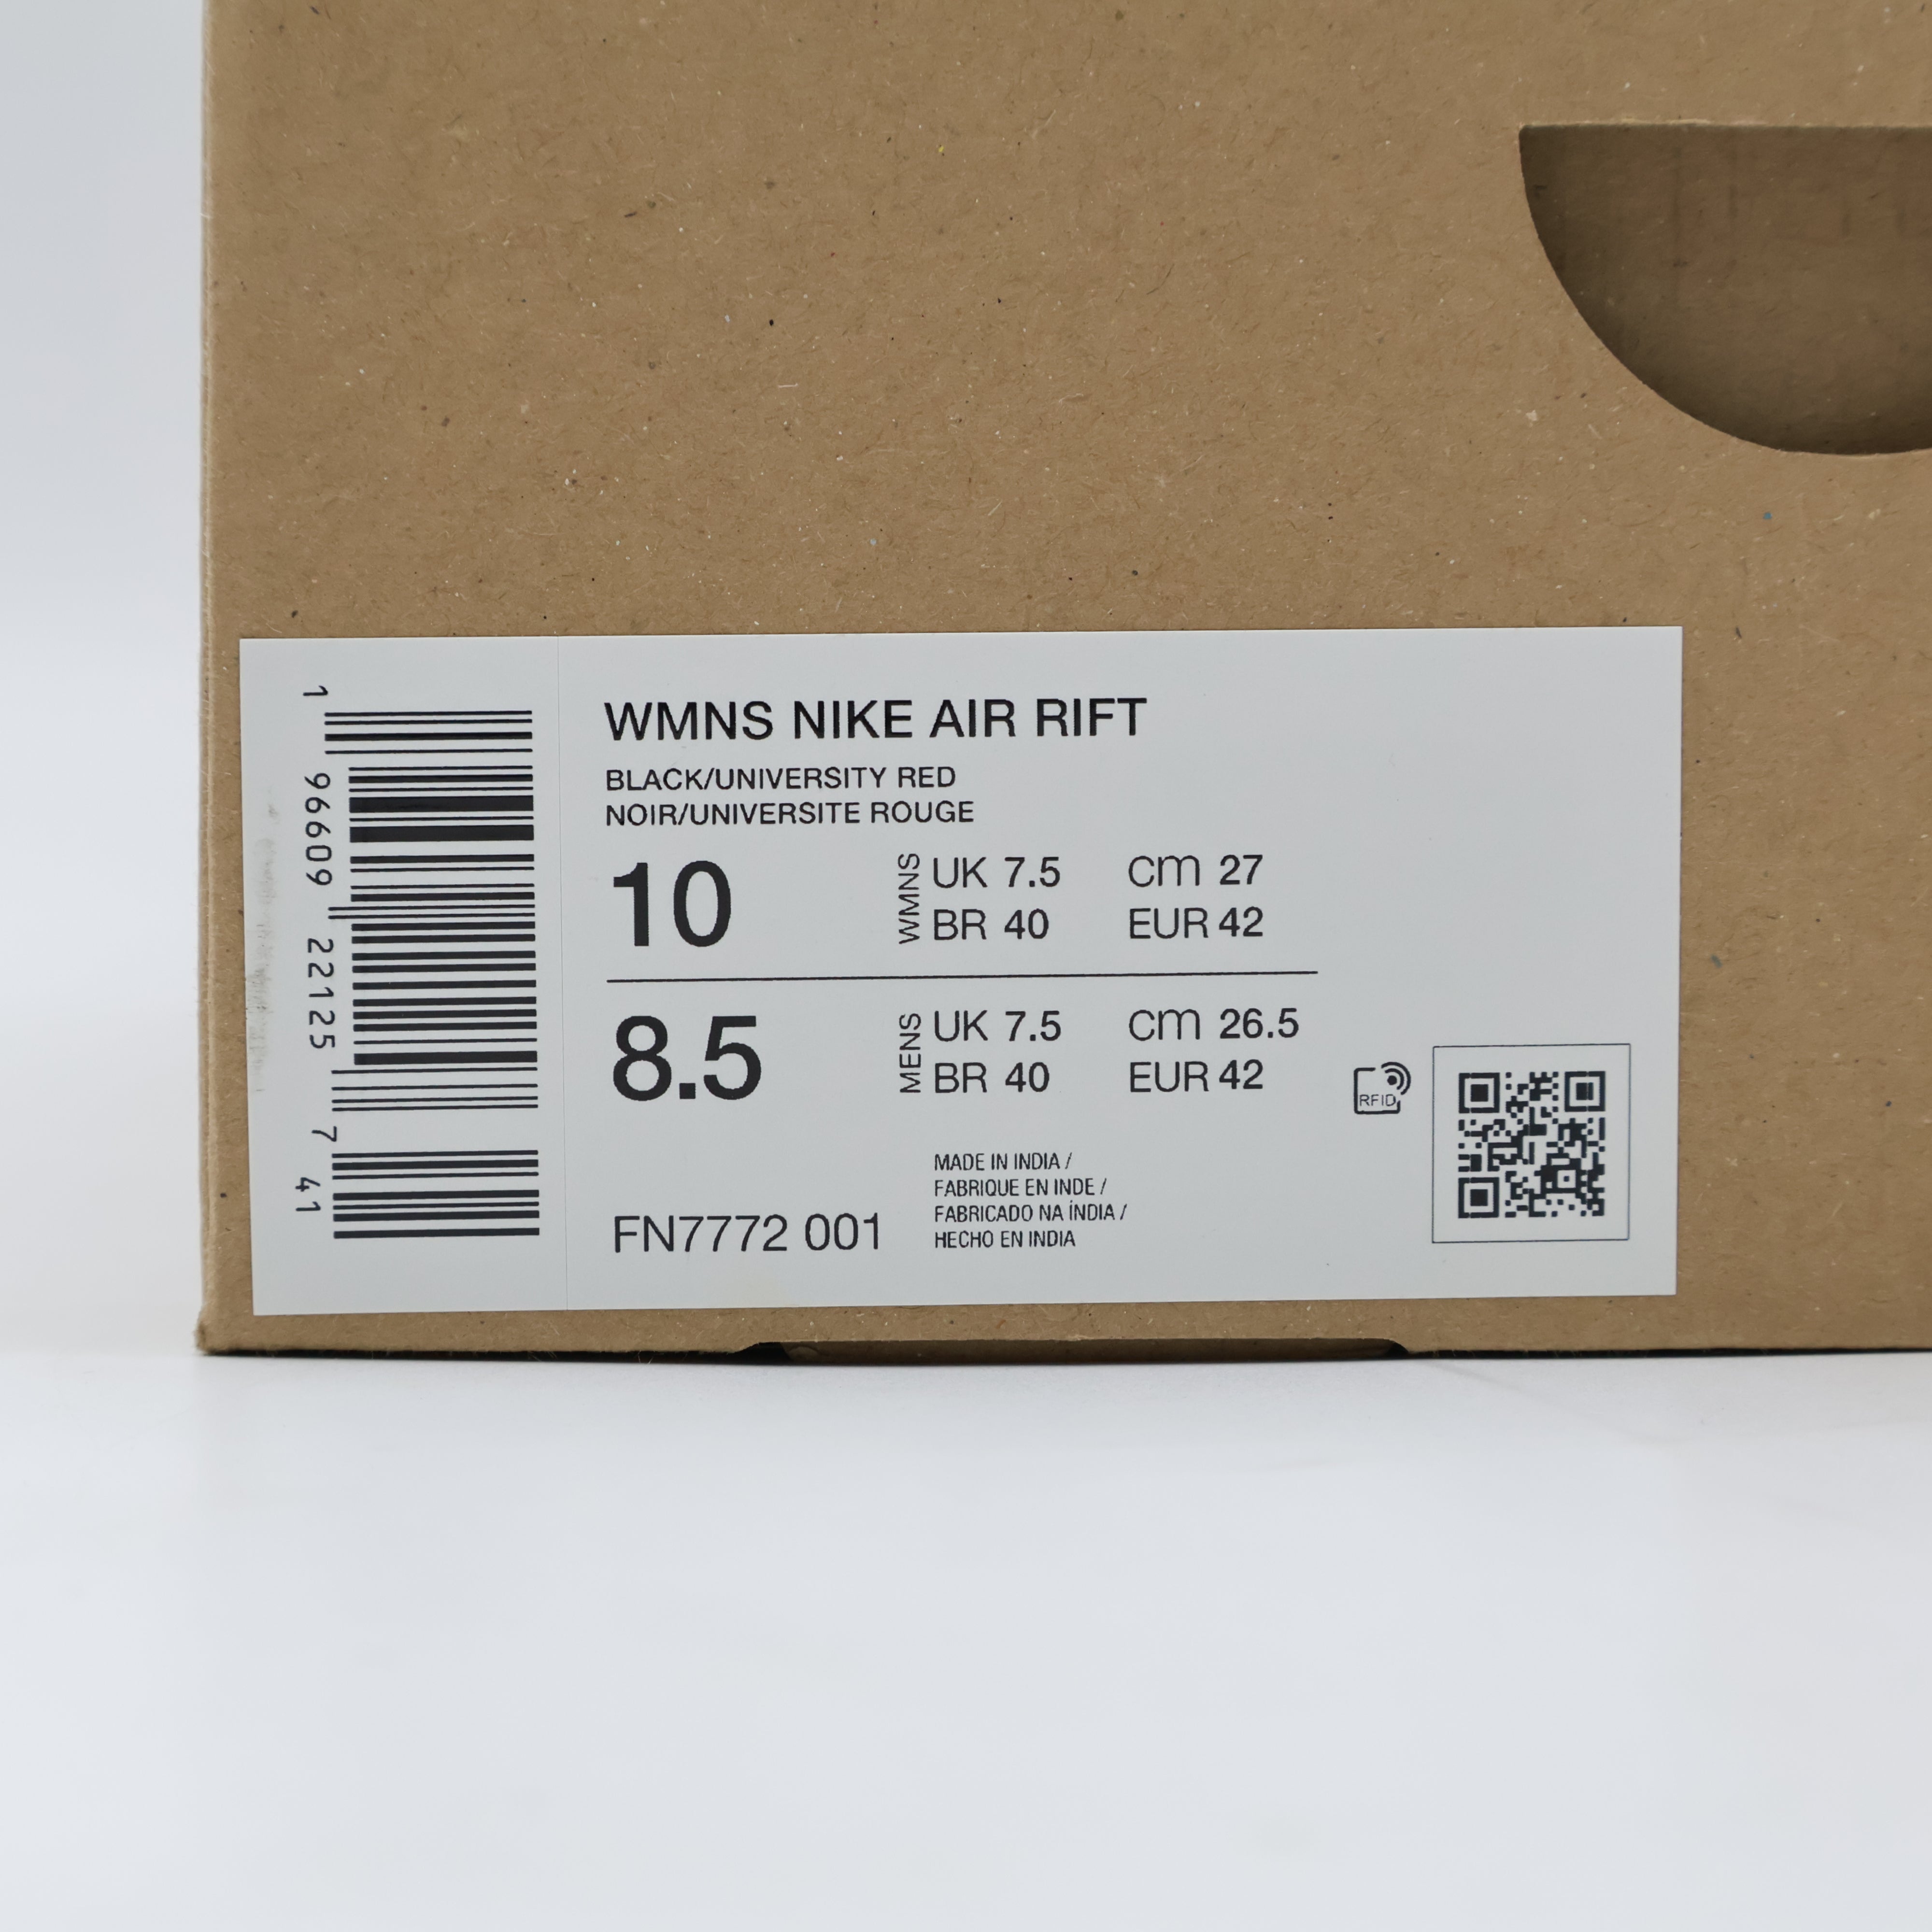 1 96609 22125 7 41
WMNS NIKE AIR RIFT
BLACK/UNIVERSITY RED
NOIR/UNIVERSITE ROUGE
10 WMNS UK 7.5 CM 27
BR 40 EUR 42
8.5 MENS UK 7.5 CM 26.5
BR 40 EUR 42
RFID
MADE IN INDIA /
FABRIQUE EN INDE /
FABRICADO NA ÍNDIA /
HECHO EN INDIA
FN7772 001